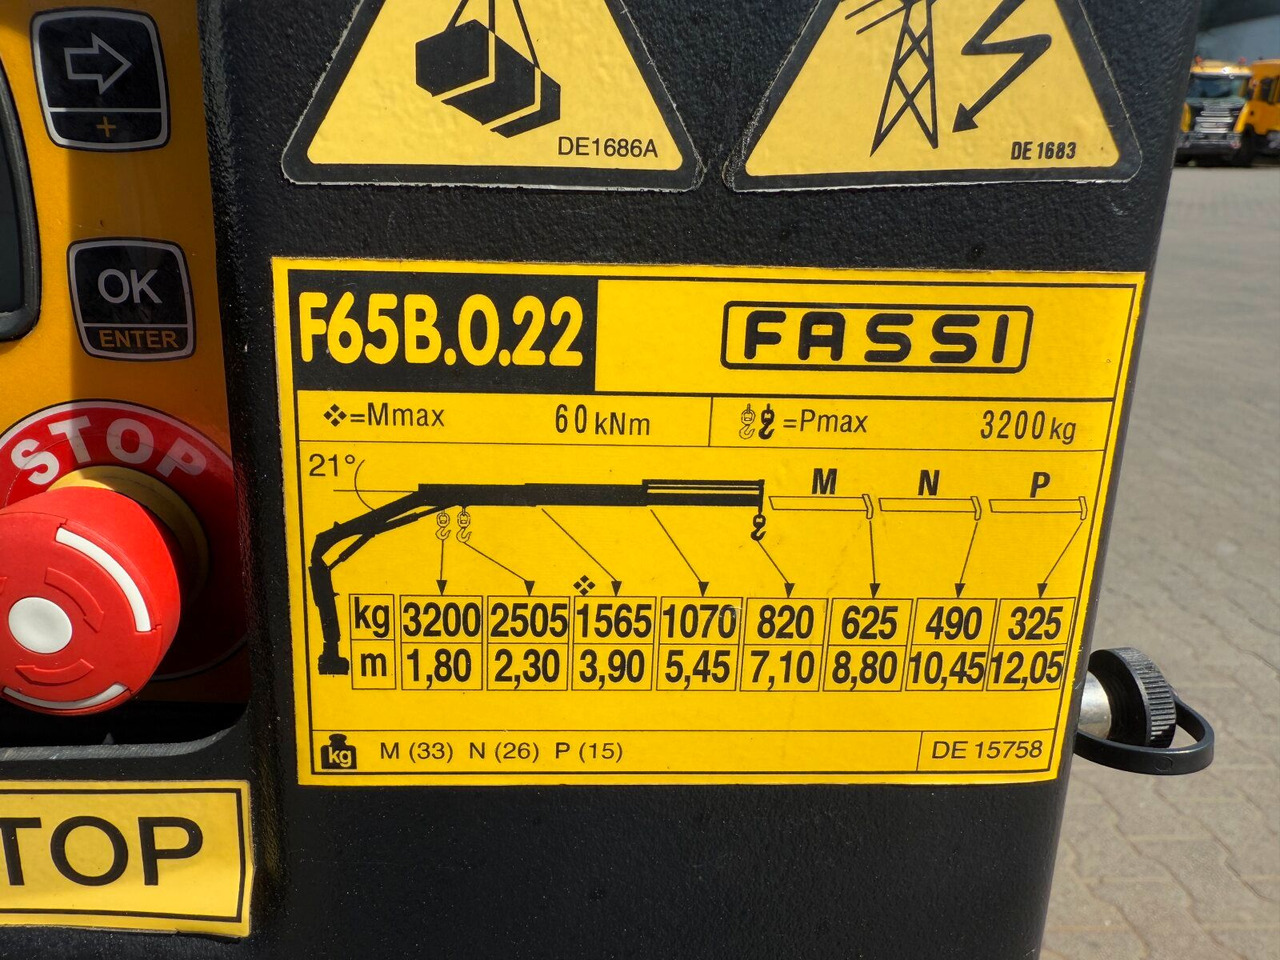 +
OK
ENTER
STOP
TOP
DE1686A
DE 1683
F65B.0.22
FASSI
=Mmax 60 kNm
=Pmax 3200 kg
21°
M N P
kg 3200 2505 1565 1070 820 625 490 325
m 1,80 2,30 3,90 5,45 7,10 8,80 10,45 12,05
kg M (33) N (26) P (15)
DE 15758